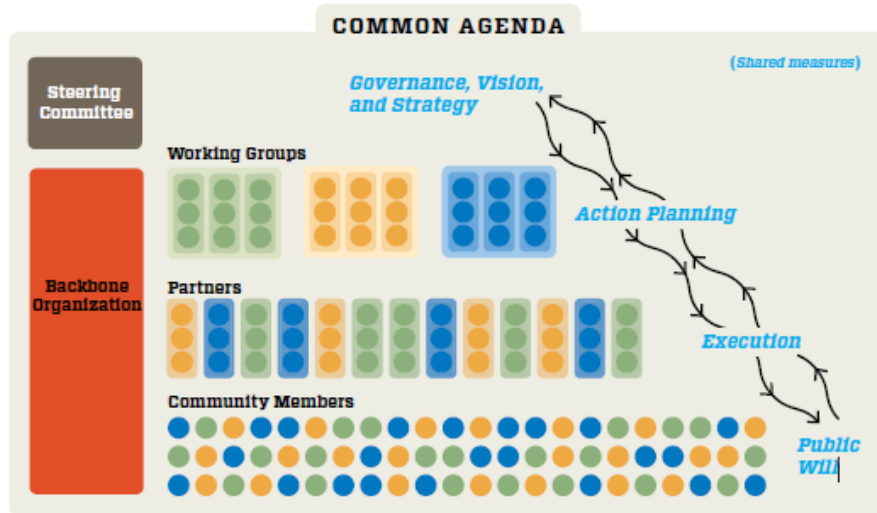 COMMON AGENDA
Steering
Committee
Governance, Vision,
and Strategy
(Shared measures)
Working Groups
Action Planning
Backbone
Organization
Partners
Execution
Community Members
Public
Will